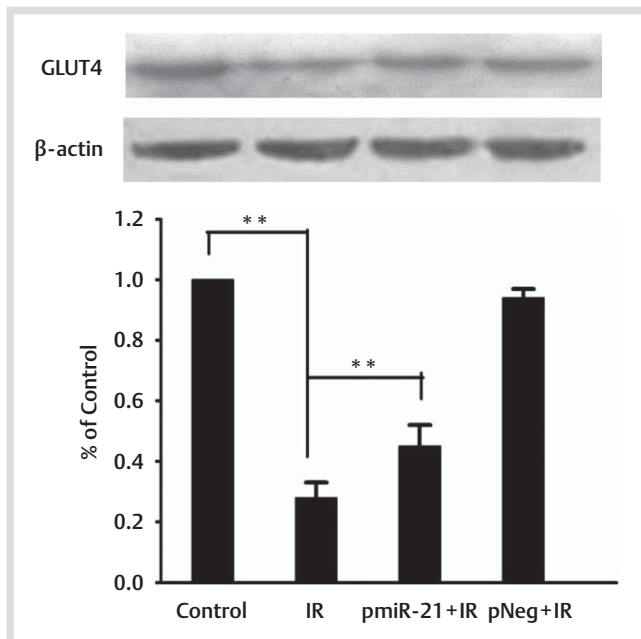 GLUT4
β-actin
1.2
1.0
0.8
0.6
0.4
0.2
0.0
% of Control
**
**
Control IR pmiR-21+IR pNeg+IR